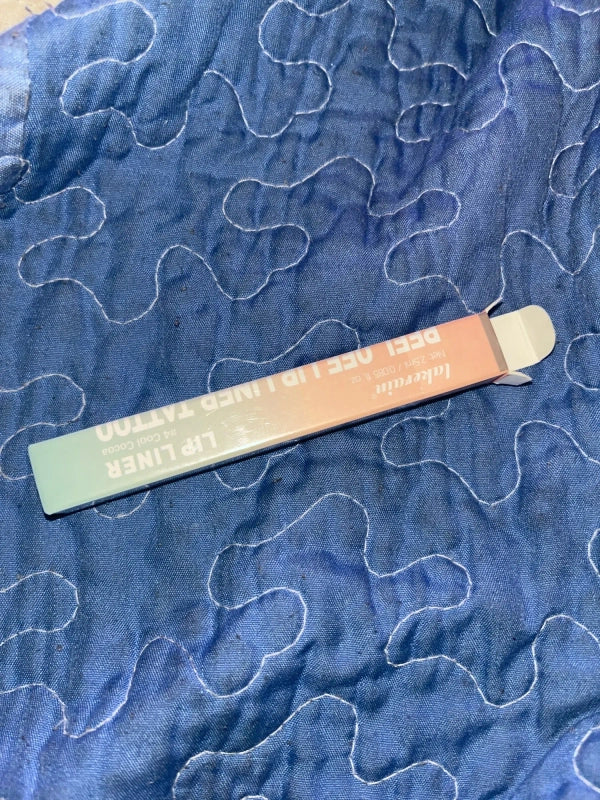 lakerain®
Net: 2.5ml / 0.085 fl. oz
PEEL OFF LIP LINER TATTOO
LIP LINER
#4 Cool Cocoa